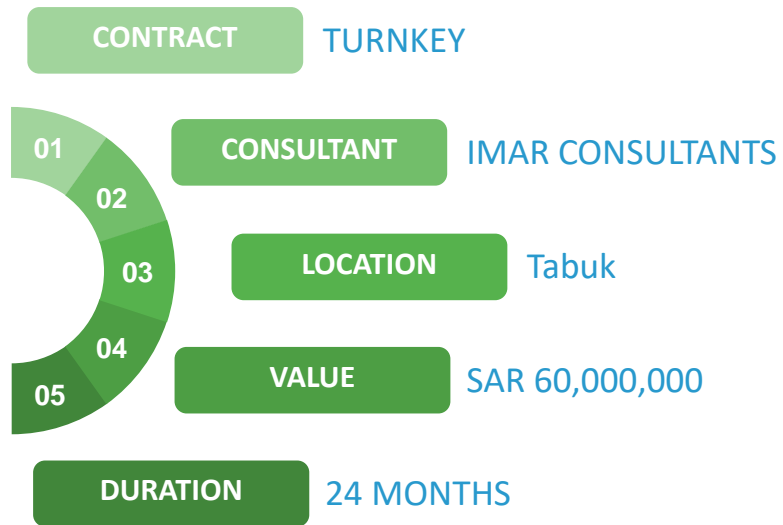 CONTRACT TURNKEY
01 CONSULTANT IMAR CONSULTANTS
02
03 LOCATION Tabuk
04 VALUE SAR 60,000,000
05
DURATION 24 MONTHS